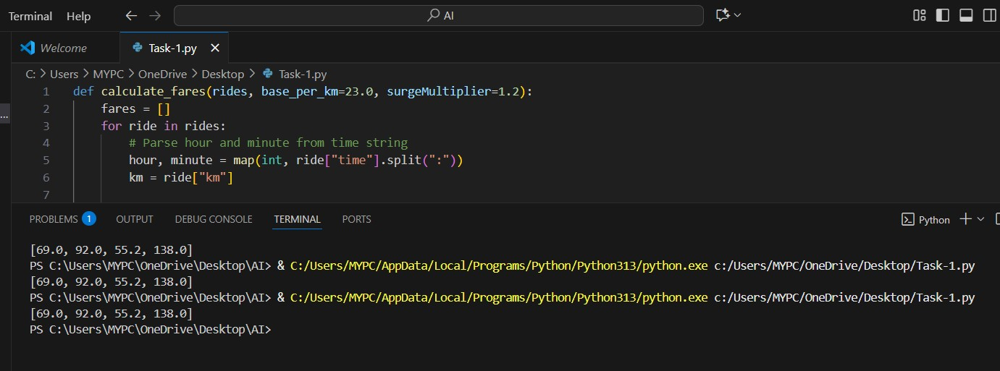 Terminal Help AI
Welcome Task-1.py
C: > Users > MYPC > OneDrive > Desktop > Task-1.py
1 def calculate_fares(rides, base_per_km=23.0, surgeMultiplier=1.2):
2     fares = []
3     for ride in rides:
4         # Parse hour and minute from time string
5         hour, minute = map(int, ride["time"].split(":"))
6         km = ride["km"]
7
...
PROBLEMS 1 OUTPUT DEBUG CONSOLE TERMINAL PORTS Python
[69.0, 92.0, 55.2, 138.0]
PS C:\Users\MYPC\OneDrive\Desktop\AI> & C:/Users/MYPC/AppData/Local/Programs/Python/Python313/python.exe c:/Users/MYPC/OneDrive/Desktop/Task-1.py
[69.0, 92.0, 55.2, 138.0]
PS C:\Users\MYPC\OneDrive\Desktop\AI> & C:/Users/MYPC/AppData/Local/Programs/Python/Python313/python.exe c:/Users/MYPC/OneDrive/Desktop/Task-1.py
[69.0, 92.0, 55.2, 138.0]
PS C:\Users\MYPC\OneDrive\Desktop\AI>